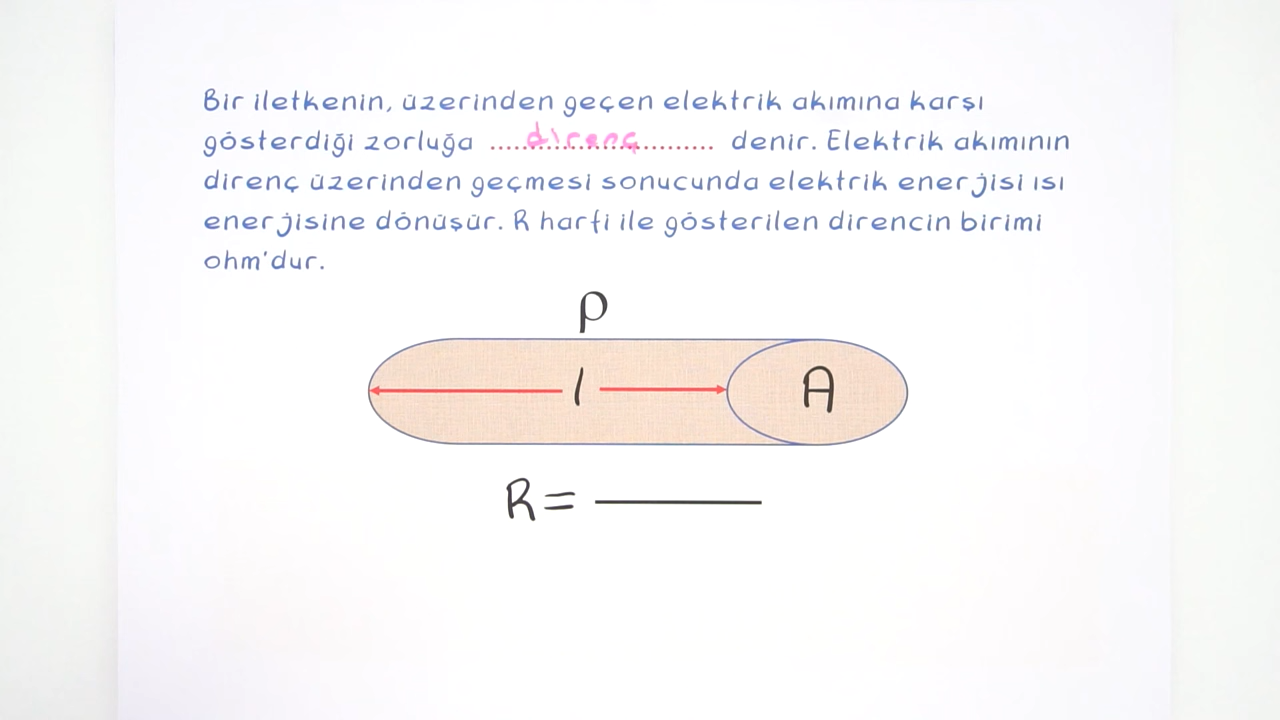 Bir iletkenin, üzerinden geçen elektrik akımına karşı
gösterdiği zorluğa ......direnç......... denir. Elektrik akımının
direnç üzerinden geçmesi sonucunda elektrik enerjisi ısı
enerjisine dönüşür. R harfi ile gösterilen direncin birimi
ohm'dur.
ρ
l A
R =